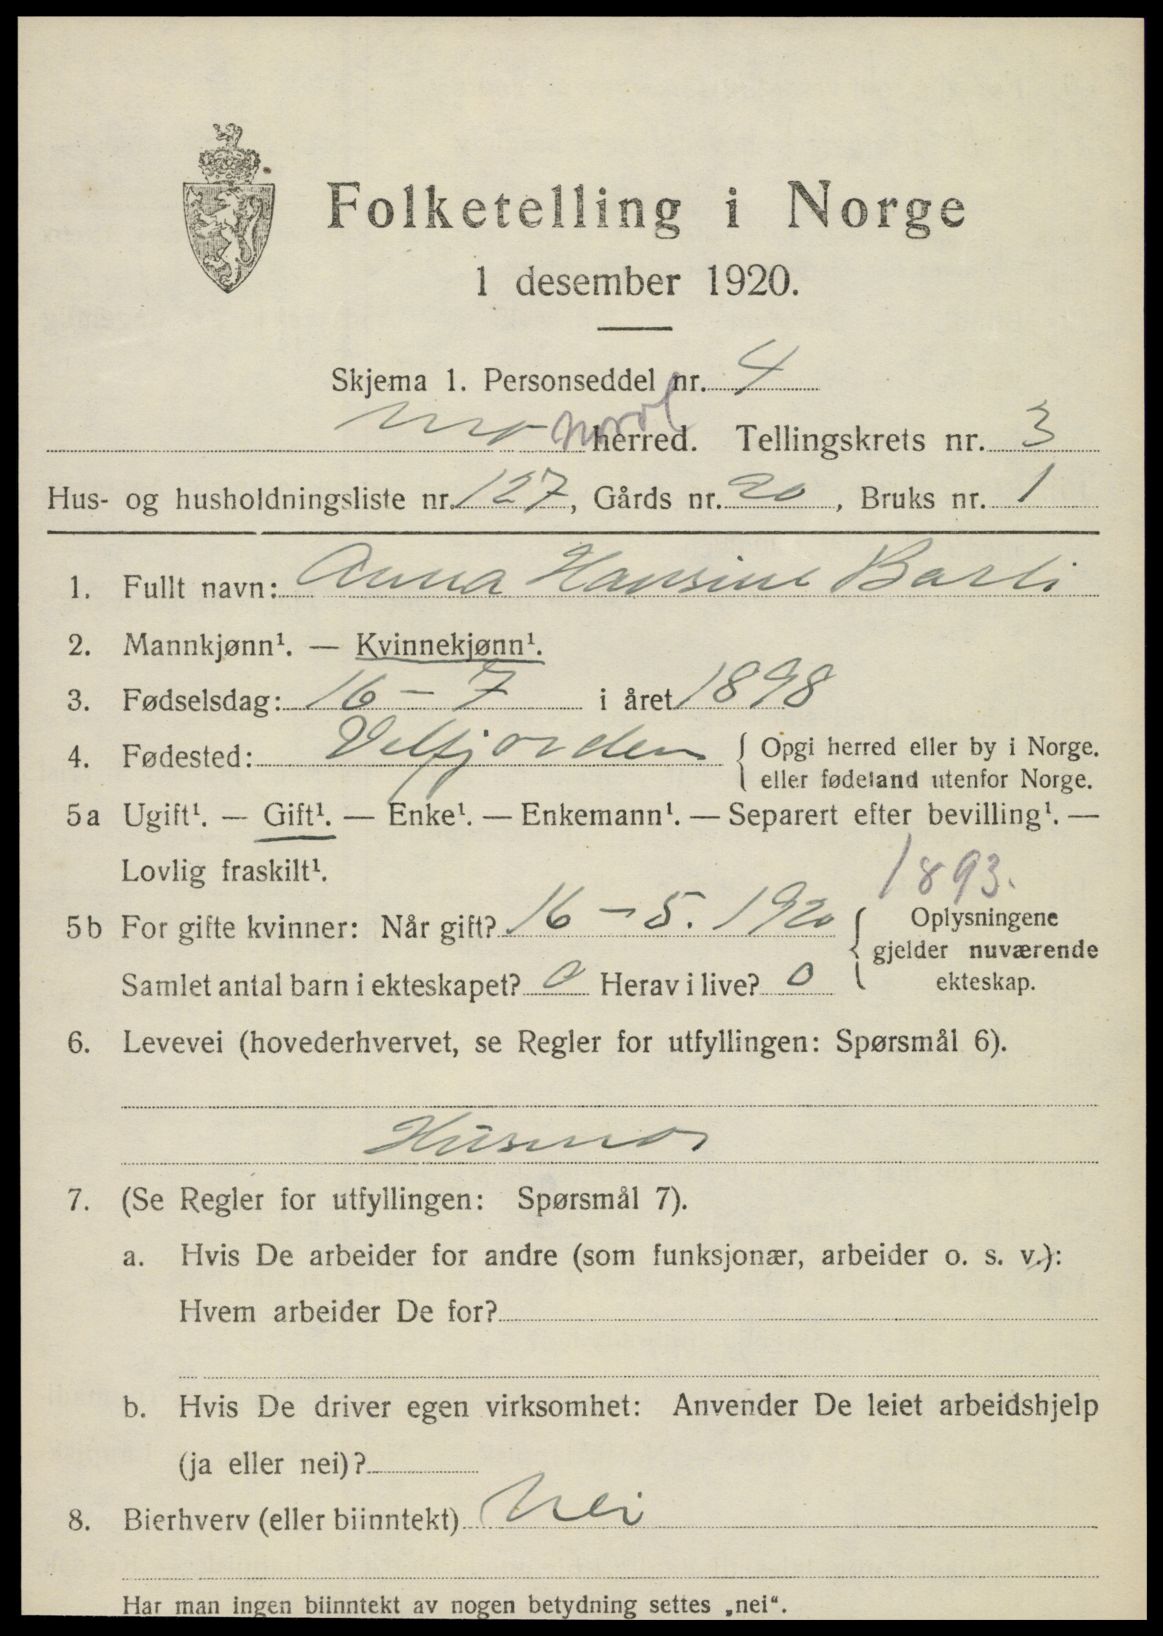 Folketelling i Norge
1 desember 1920.
Skjema 1. Personseddel nr. 4
Mo Nord herred. Tellingskrets nr. 3
Hus- og husholdningsliste nr. 127, Gårds nr. 20, Bruks nr. 1
1. Fullt navn: Anna Hansine Barli
2. Mannkjønn¹. — Kvinnekjønn¹.
3. Fødselsdag: 16 – 7 i året 1898
4. Fødested: Velfjorden { Opgi herred eller by i Norge.
eller fødeland utenfor Norge.
5a Ugift¹. — Gift¹. — Enke¹. — Enkemann¹. — Separert efter bevilling¹. —
Lovlig fraskilt¹.
1893.
5b For gifte kvinner: Når gift? 16 – 5. 1920 { Oplysningene
gjelder nuværende
ekteskap.
Samlet antal barn i ekteskapet? 0 Herav i live? 0
6. Levevei (hovederhvervet, se Regler for utfyllingen: Spørsmål 6).
Husmor
7. (Se Regler for utfyllingen: Spørsmål 7).
a. Hvis De arbeider for andre (som funksjonær, arbeider o. s. v.):
Hvem arbeider De for?
b. Hvis De driver egen virksomhet: Anvender De leiet arbeidshjelp
(ja eller nei)?
8. Bierhverv (eller biinntekt) Nei
Har man ingen biinntekt av nogen betydning settes „nei“.